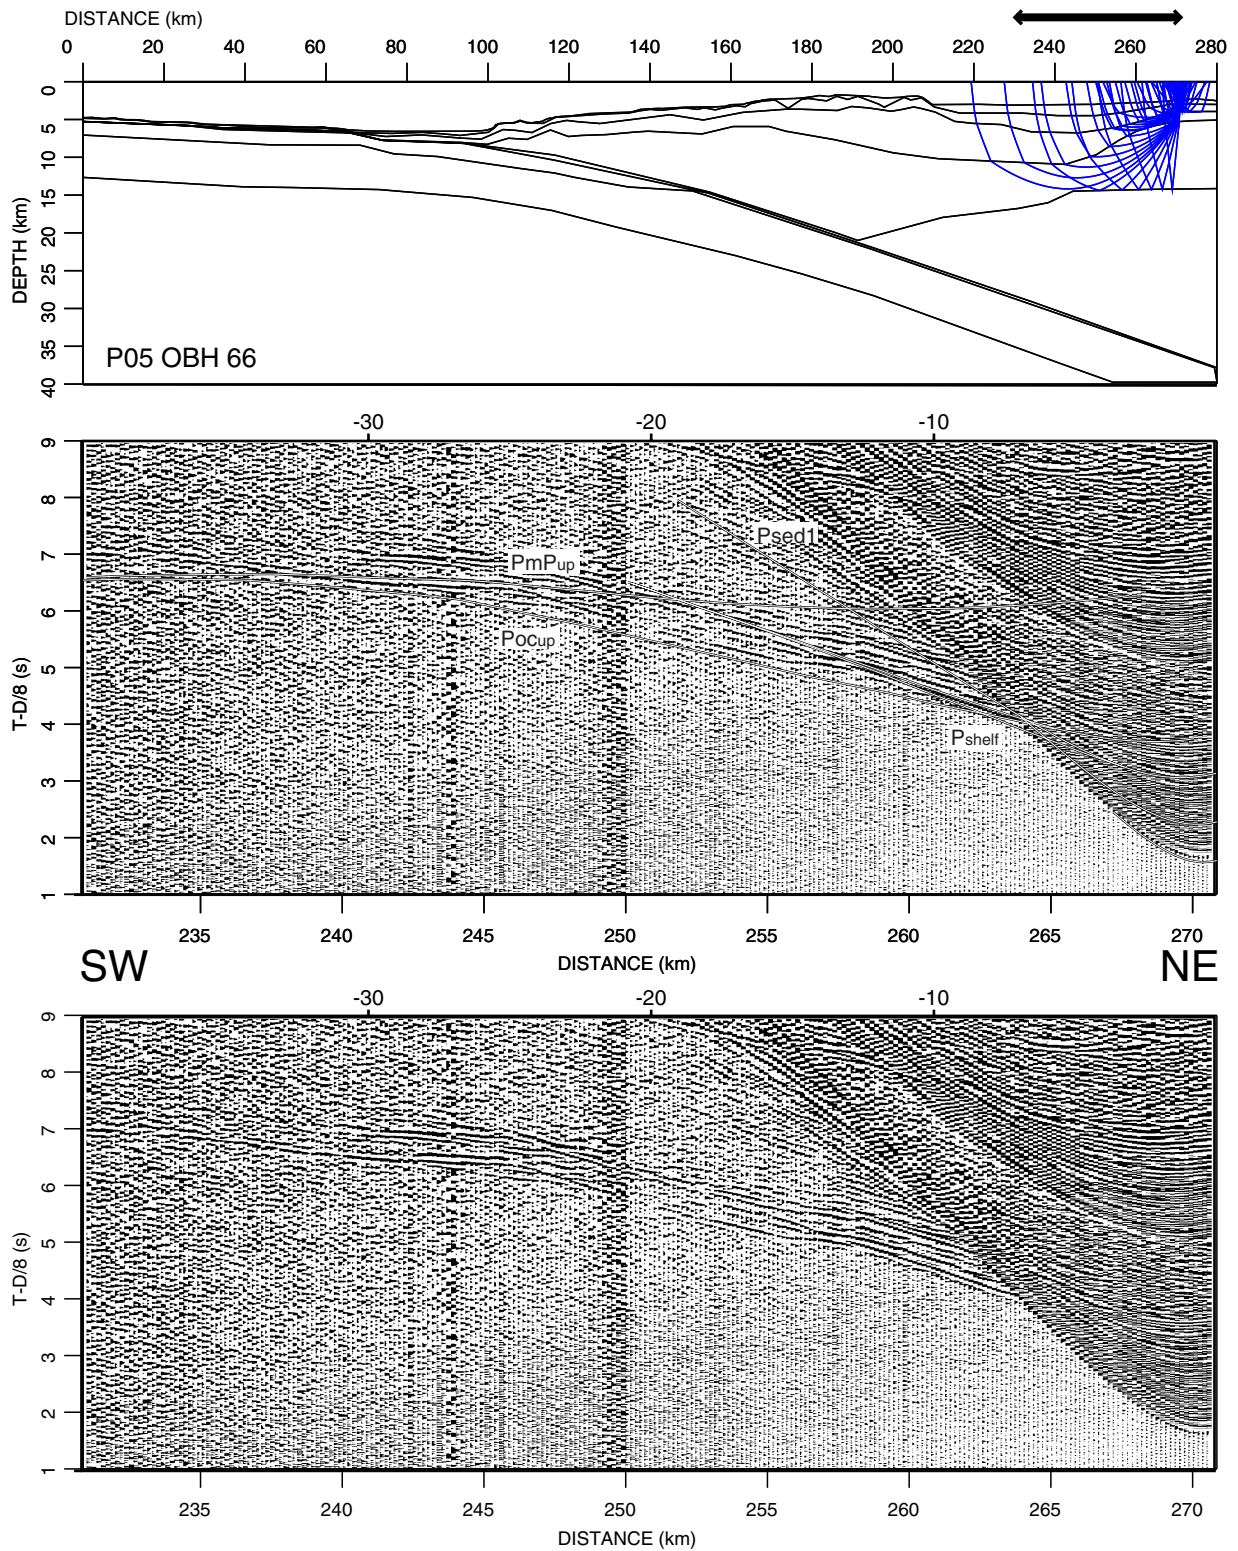 DISTANCE (km)
0 20 40 60 80 100 120 140 160 180 200 220 240 260 280
0
5
10
15
20
25
30
35
40
DEPTH (km)
P05 OBH 66
-30 -20 -10
9
8
7
6
5
4
3
2
1
T-D/8 (s)
Psed1
PmPup
Pocup
Pshelf
235 240 245 250 255 260 265 270
SW DISTANCE (km) NE
-30 -20 -10
9
8
7
6
5
4
3
2
1
T-D/8 (s)
235 240 245 250 255 260 265 270
DISTANCE (km)